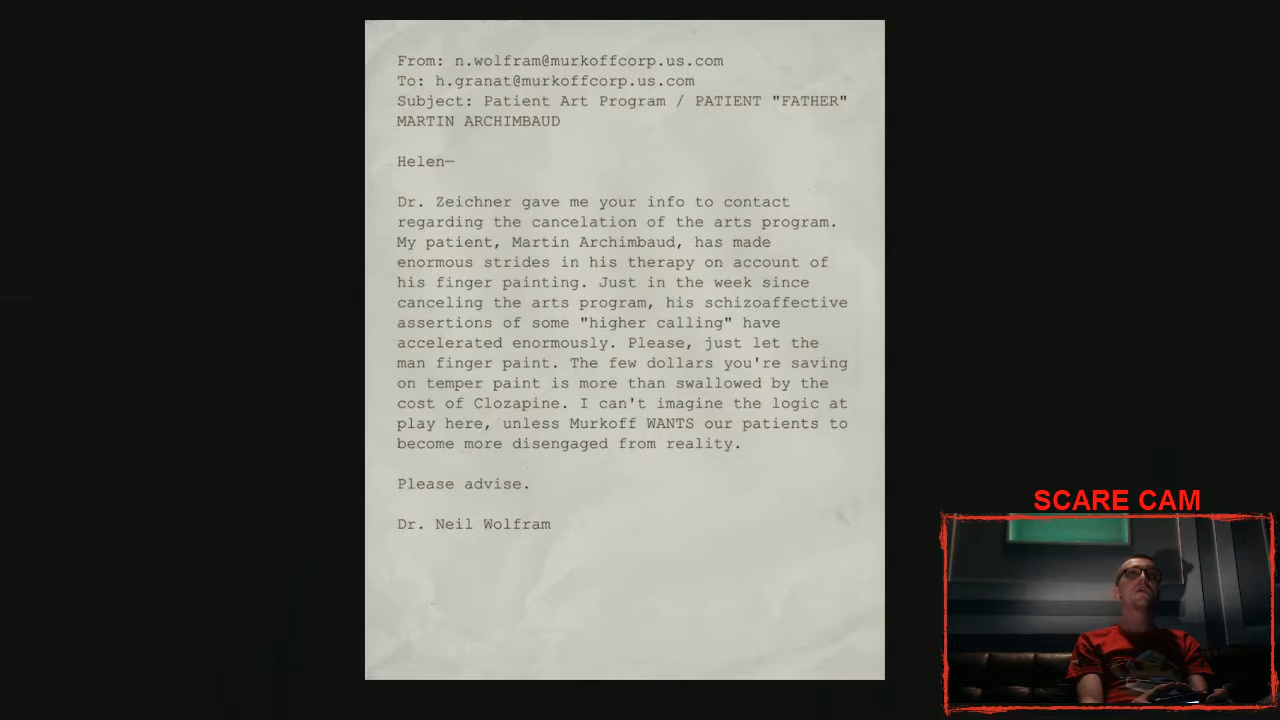 From: n.wolfram@murkoffcorp.us.com
To: h.granat@murkoffcorp.us.com
Subject: Patient Art Program / PATIENT "FATHER"
MARTIN ARCHIMBAUD
Helen—
Dr. Zeichner gave me your info to contact
regarding the cancelation of the arts program.
My patient, Martin Archimbaud, has made
enormous strides in his therapy on account of
his finger painting. Just in the week since
canceling the arts program, his schizoaffective
assertions of some "higher calling" have
accelerated enormously. Please, just let the
man finger paint. The few dollars you're saving
on temper paint is more than swallowed by the
cost of Clozapine. I can't imagine the logic at
play here, unless Murkoff WANTS our patients to
become more disengaged from reality.
Please advise.
Dr. Neil Wolfram
SCARE CAM